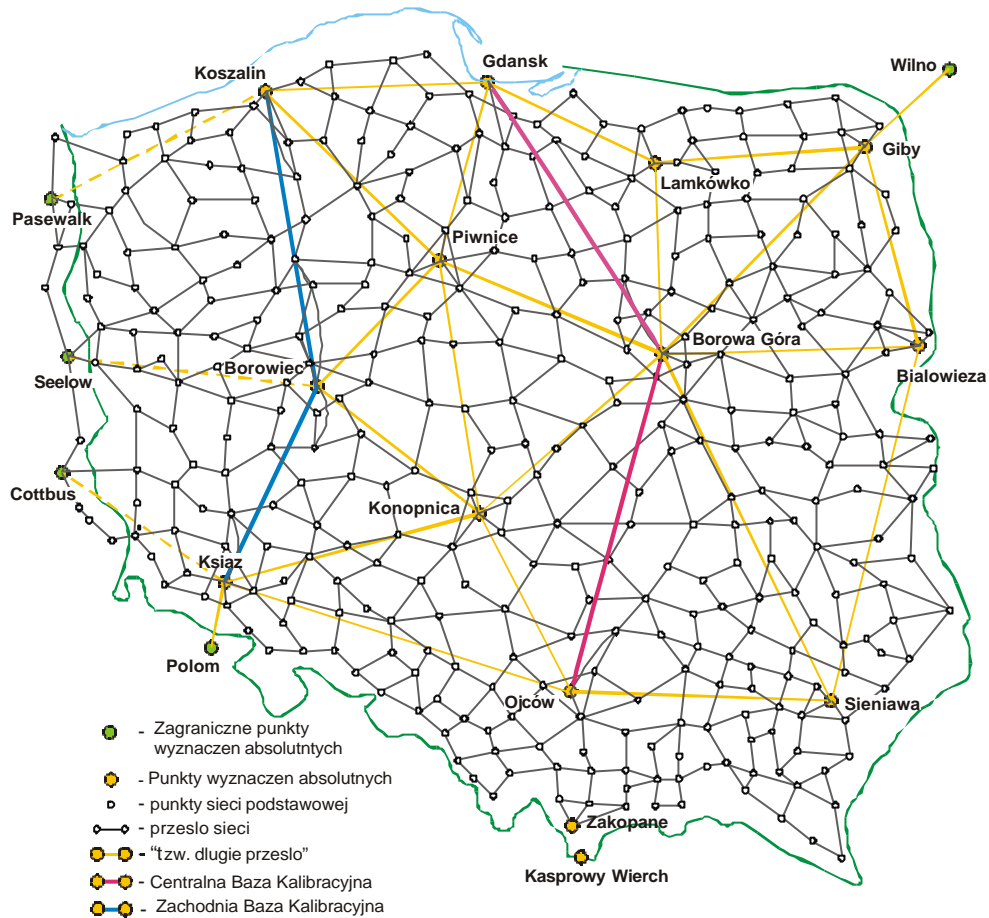 Gdansk
Wilno
Koszalin
Giby
Lamkówko
Pasewalk
Piwnice
Borowa Góra
Seelow
Borowiec
Bialowieza
Cottbus
Konopnica
Ksiaz
Polom
Ojców
Sieniawa
- Zagraniczne punkty
wyznaczen absolutntych
- Punkty wyznaczen absolutnych
- punkty sieci podstawowej
Zakopane
- przeslo sieci
- "tzw. dlugie przeslo"
Kasprowy Wierch
- Centralna Baza Kalibracyjna
- Zachodnia Baza Kalibracyjna